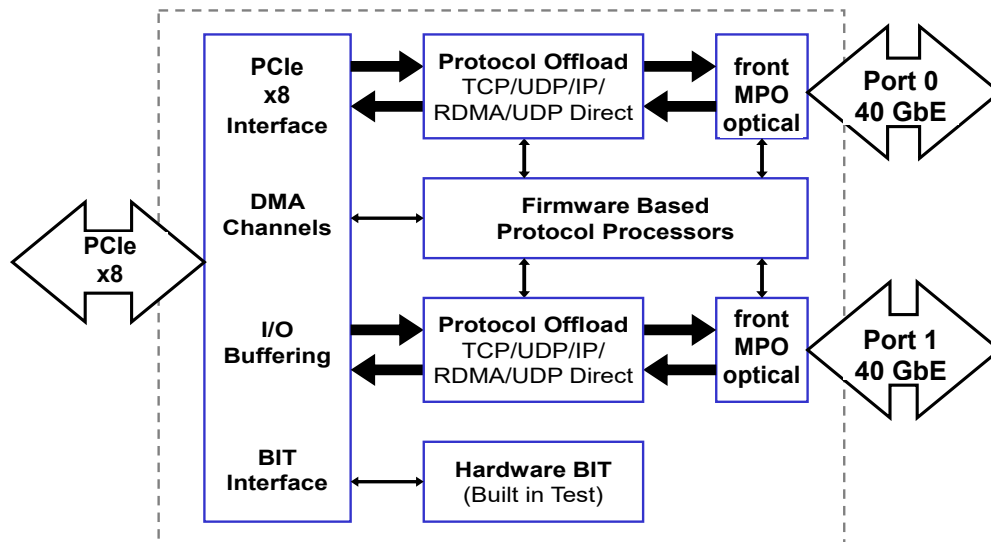 PCIe
x8
Interface
Protocol Offload
TCP/UDP/IP/
RDMA/UDP Direct
front
MPO
optical
Port 0
40 GbE
DMA
Channels
Firmware Based
Protocol Processors
PCIe
x8
I/O
Buffering
Protocol Offload
TCP/UDP/IP/
RDMA/UDP Direct
front
MPO
optical
Port 1
40 GbE
BIT
Interface
Hardware BIT
(Built in Test)